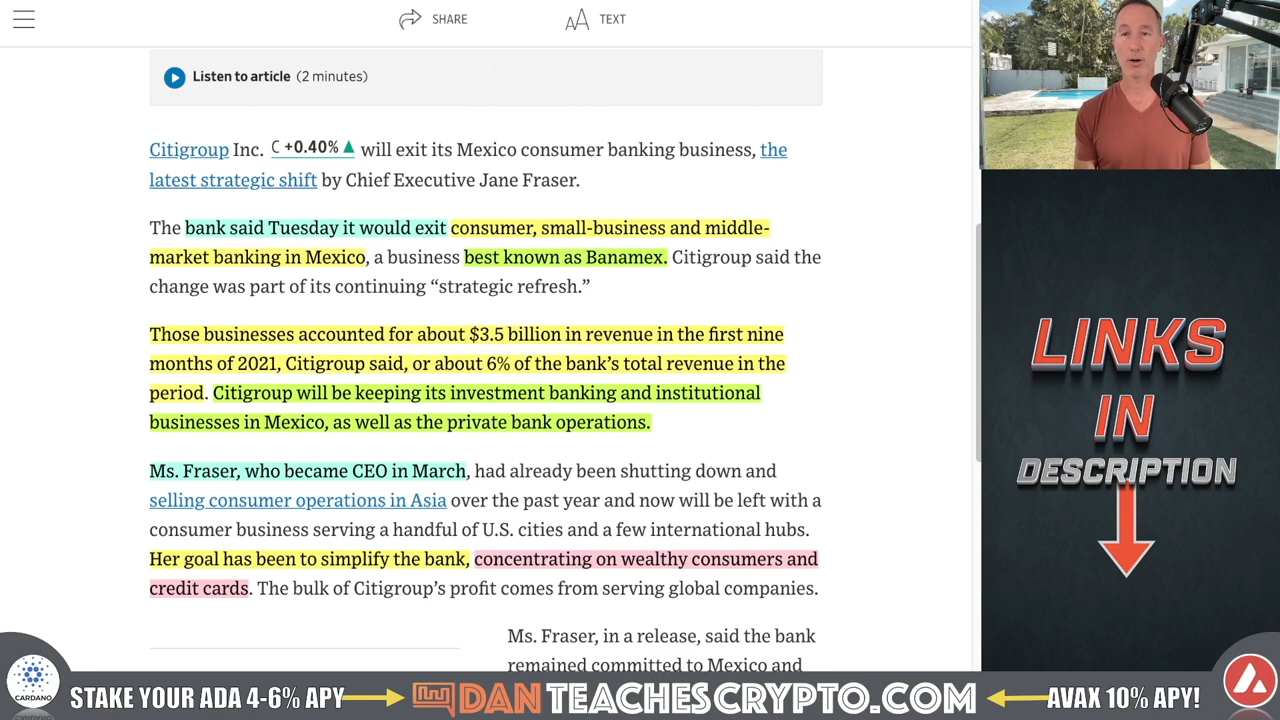 SHARE
TEXT
Listen to article (2 minutes)
Citigroup Inc. C +0.40% ▲ will exit its Mexico consumer banking business, the
latest strategic shift by Chief Executive Jane Fraser.
The bank said Tuesday it would exit consumer, small-business and middle-
market banking in Mexico, a business best known as Banamex. Citigroup said the
change was part of its continuing “strategic refresh.”
Those businesses accounted for about $3.5 billion in revenue in the first nine
months of 2021, Citigroup said, or about 6% of the bank’s total revenue in the
period. Citigroup will be keeping its investment banking and institutional
businesses in Mexico, as well as the private bank operations.
Ms. Fraser, who became CEO in March, had already been shutting down and
selling consumer operations in Asia over the past year and now will be left with a
consumer business serving a handful of U.S. cities and a few international hubs.
Her goal has been to simplify the bank, concentrating on wealthy consumers and
credit cards. The bulk of Citigroup’s profit comes from serving global companies.
Ms. Fraser, in a release, said the bank
remained committed to Mexico and
LINKS
IN
DESCRIPTION
CARDANO
STAKE YOUR ADA 4-6% APY
DANTEACHESCRYPTO.COM
AVAX 10% APY!